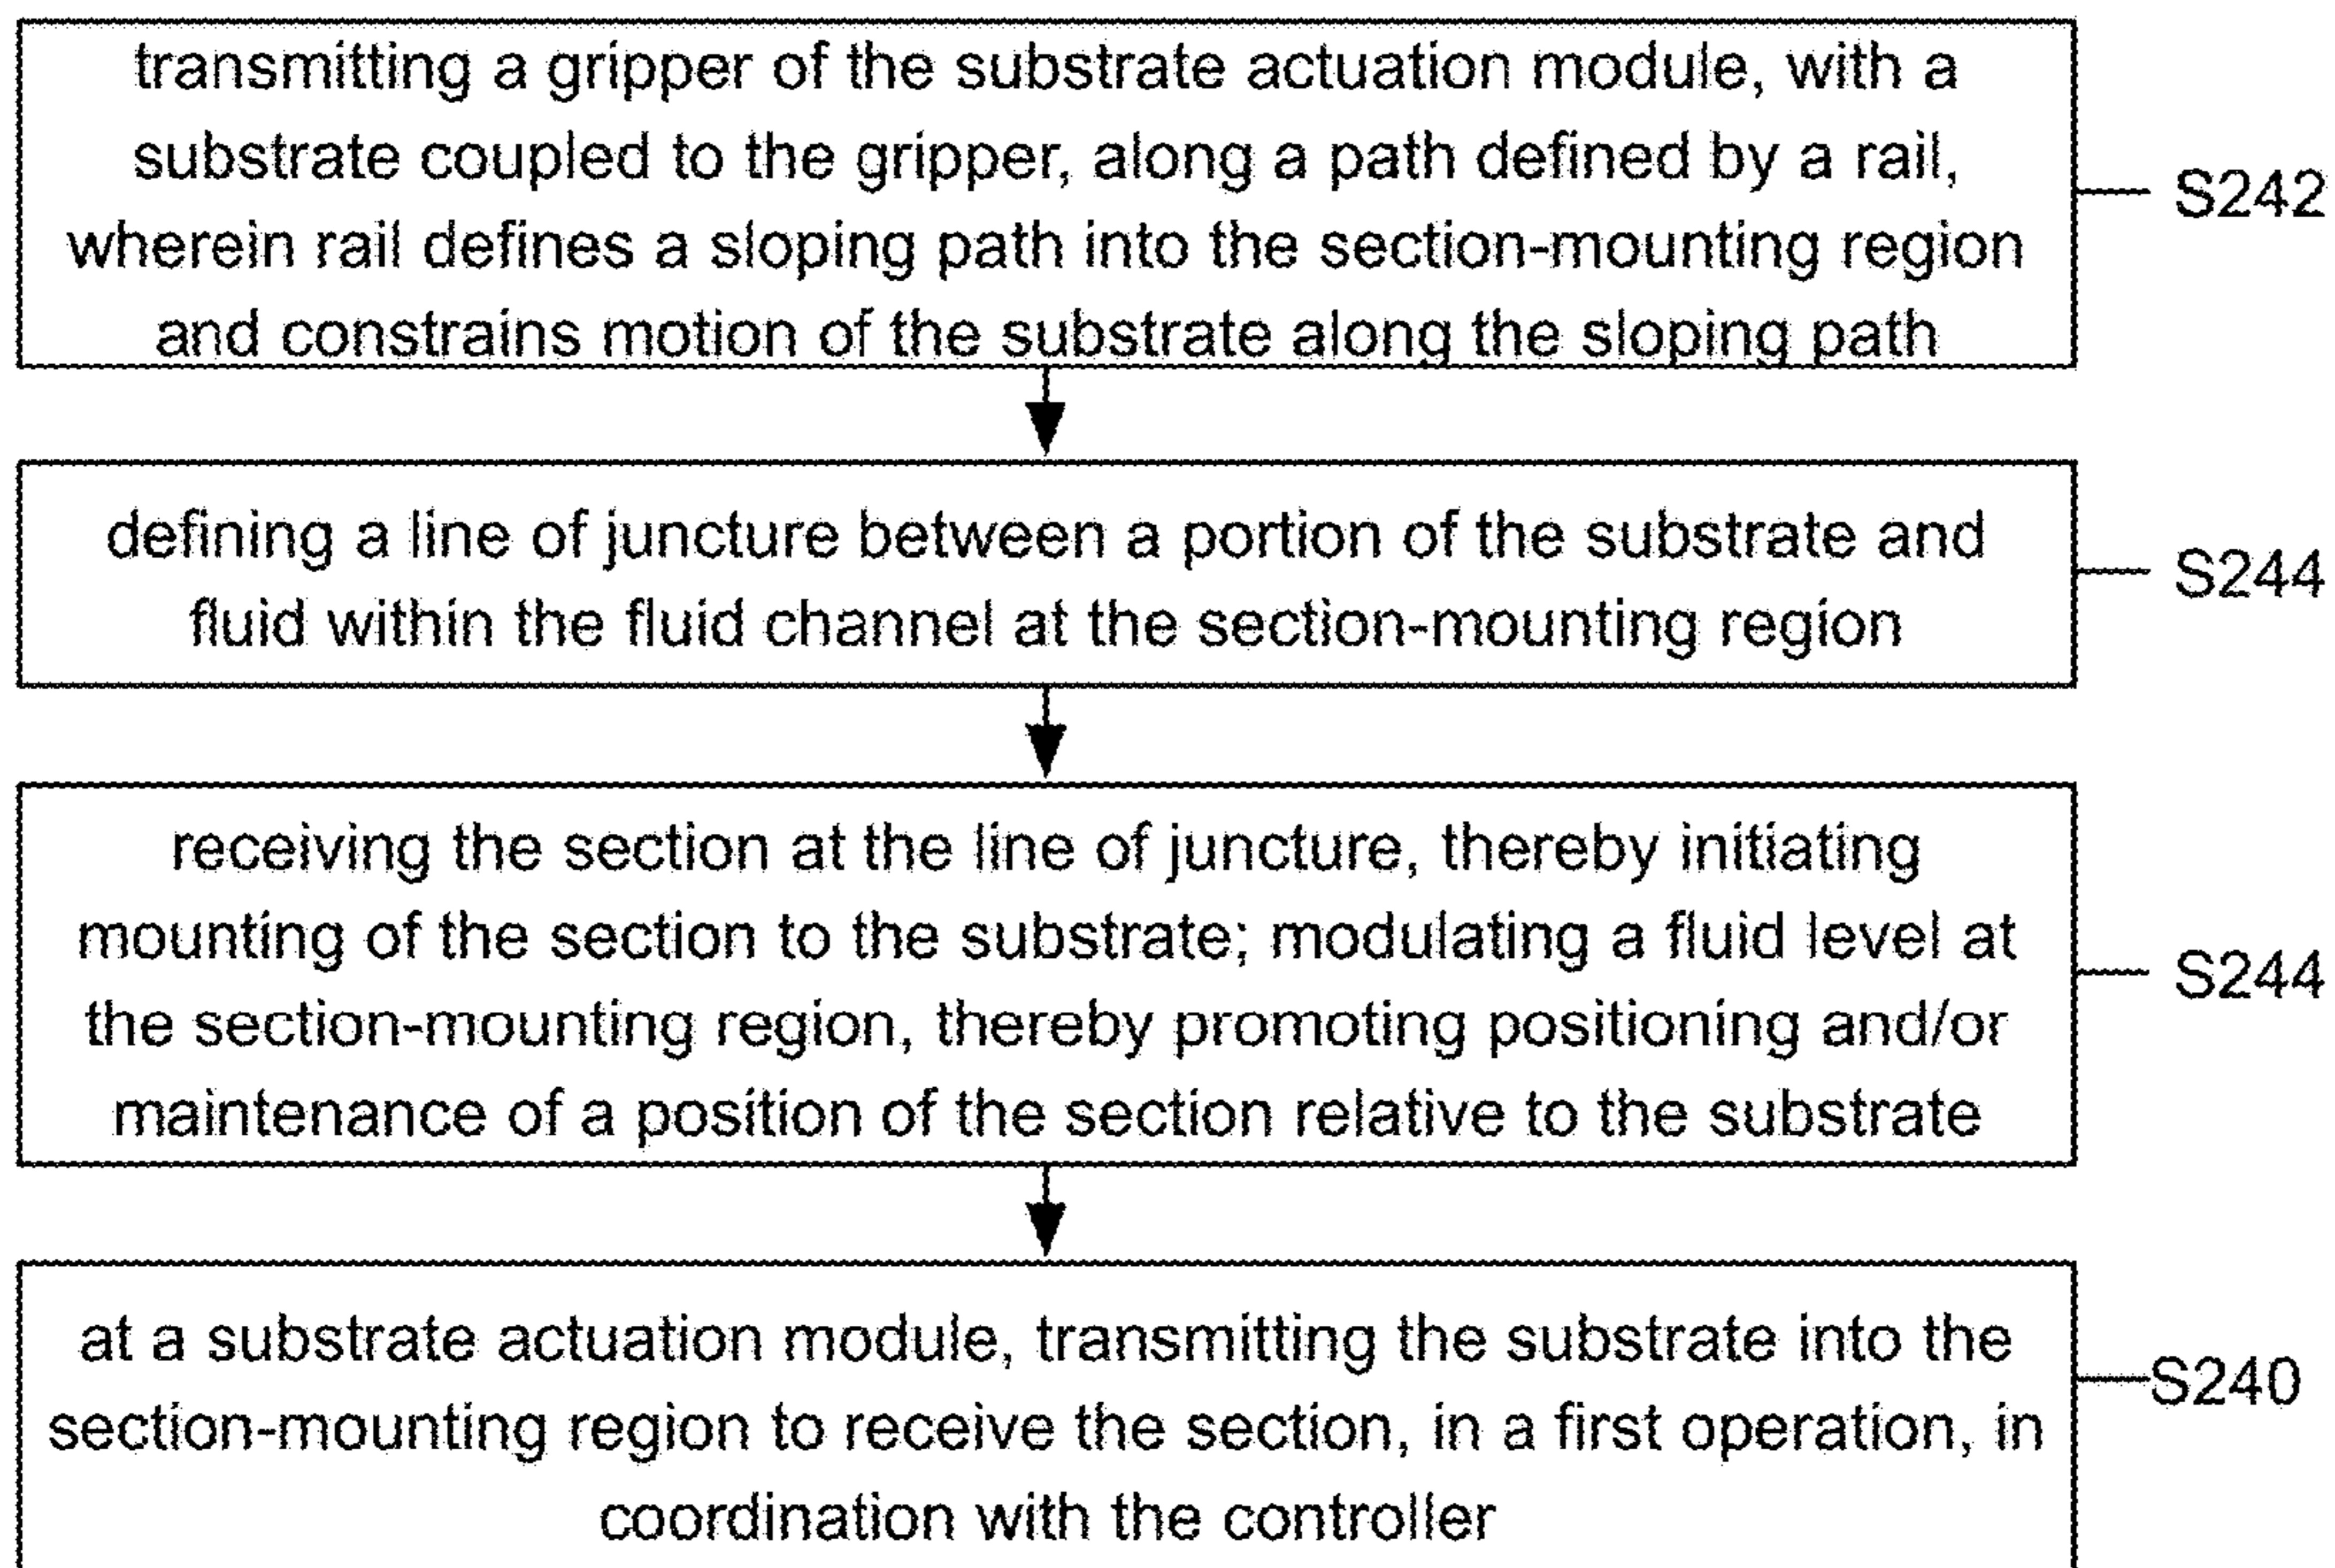 transmitting a gripper of the substrate actuation module, with a
substrate coupled to the gripper, along a path defined by a rail,
wherein rail defines a sloping path into the section-mounting region
and constrains motion of the substrate along the sloping path
S242
defining a line of juncture between a portion of the substrate and
fluid within the fluid channel at the section-mounting region
S244
receiving the section at the line of juncture, thereby initiating
mounting of the section to the substrate; modulating a fluid level at
the section-mounting region, thereby promoting positioning and/or
maintenance of a position of the section relative to the substrate
S244
at a substrate actuation module, transmitting the substrate into the
section-mounting region to receive the section, in a first operation, in
coordination with the controller
S240